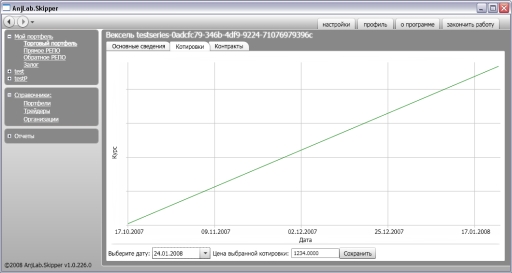 AnjLab.Skipper
настройки профиль о программе закончить работу
Мой портфель
Торговый портфель
Прямое РЕПО
Обратное РЕПО
Залог
test
testP
Справочники:
Портфели
Трейдеры
Организации
Отчеты
©2008 AnjLab.Skipper v1.0.226.0
Вексель testseries-0adcfc79-346b-4df9-9224-71076979396c
Основные сведения Котировки Контракты
Курс
17.10.2007 09.11.2007 02.12.2007 25.12.2007 17.01.2008
Дата
Выберите дату: 24.01.2008 Цена выбранной котировки: 1234.0000 Сохранить